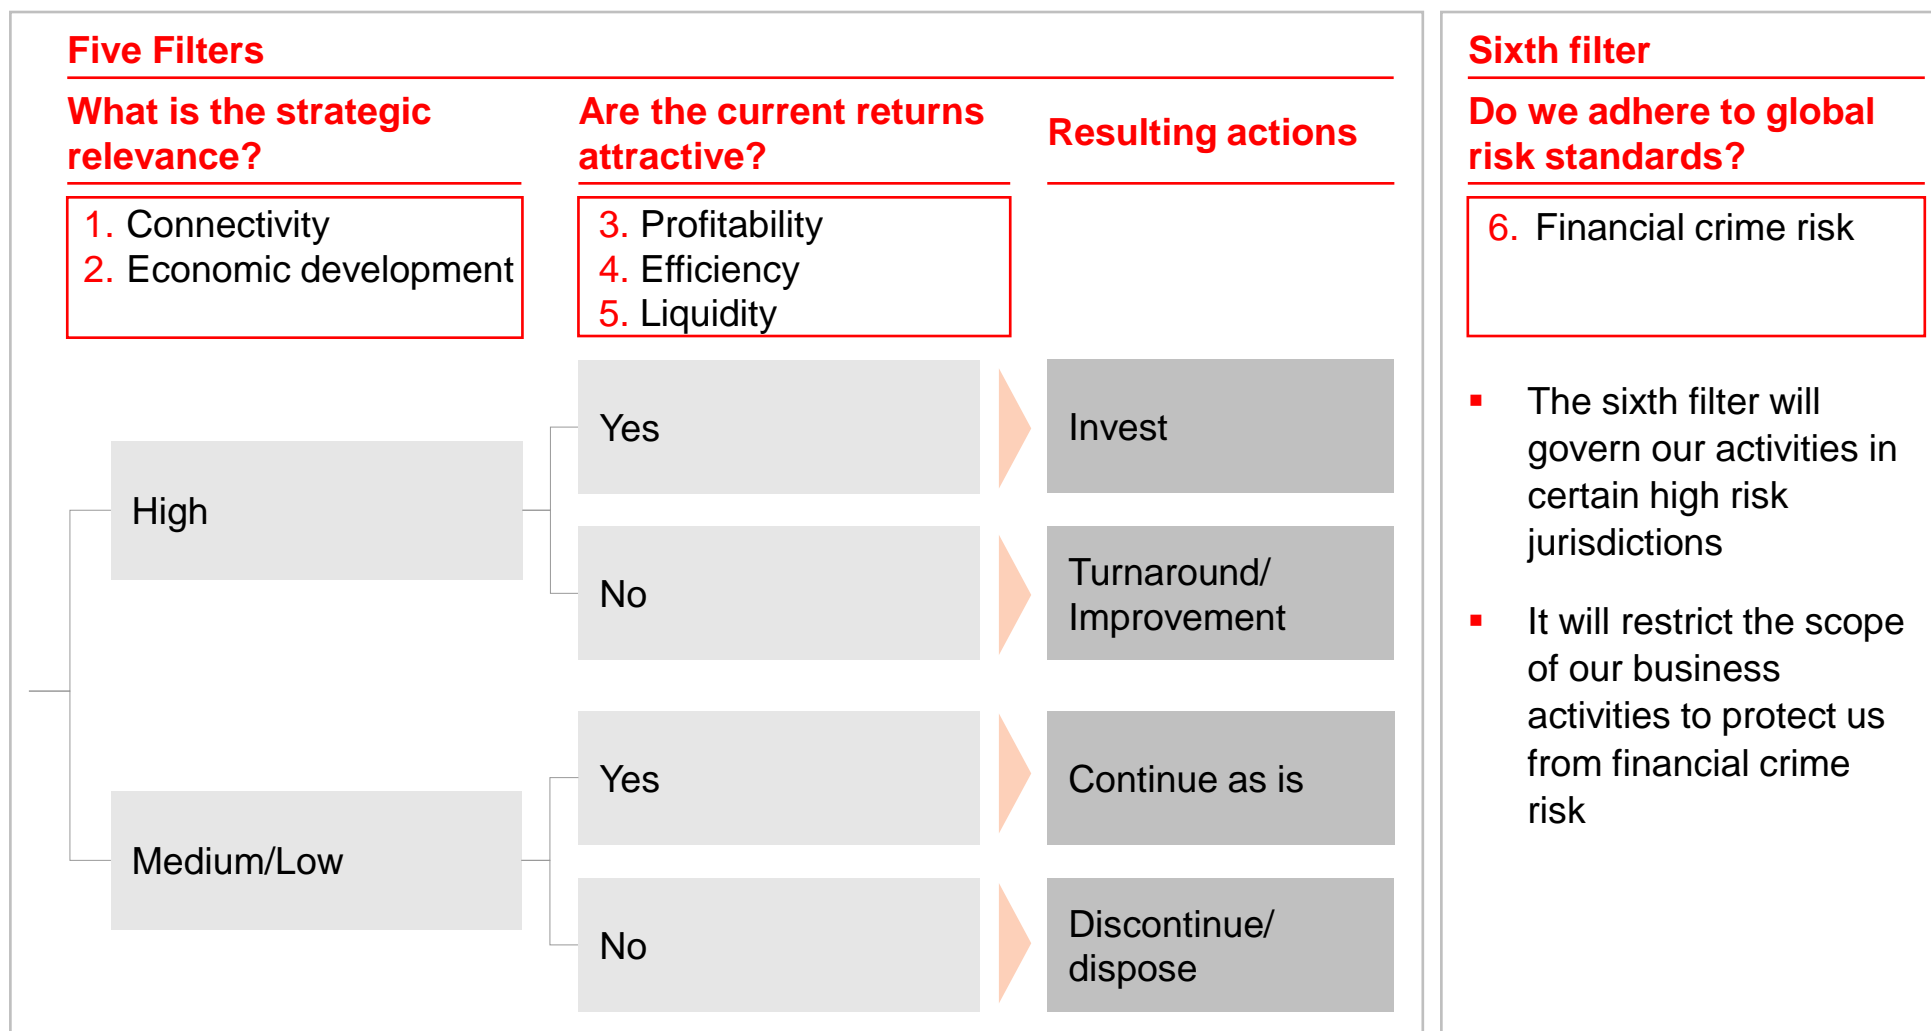 Five Filters
What is the strategic
relevance?
1. Connectivity
2. Economic development
Are the current returns
attractive?
3. Profitability
4. Efficiency
5. Liquidity
Resulting actions
High
Yes
Invest
No
Turnaround/
Improvement
Medium/Low
Yes
Continue as is
No
Discontinue/
dispose
Sixth filter
Do we adhere to global
risk standards?
6. Financial crime risk
▪ The sixth filter will
govern our activities in
certain high risk
jurisdictions
▪ It will restrict the scope
of our business
activities to protect us
from financial crime
risk